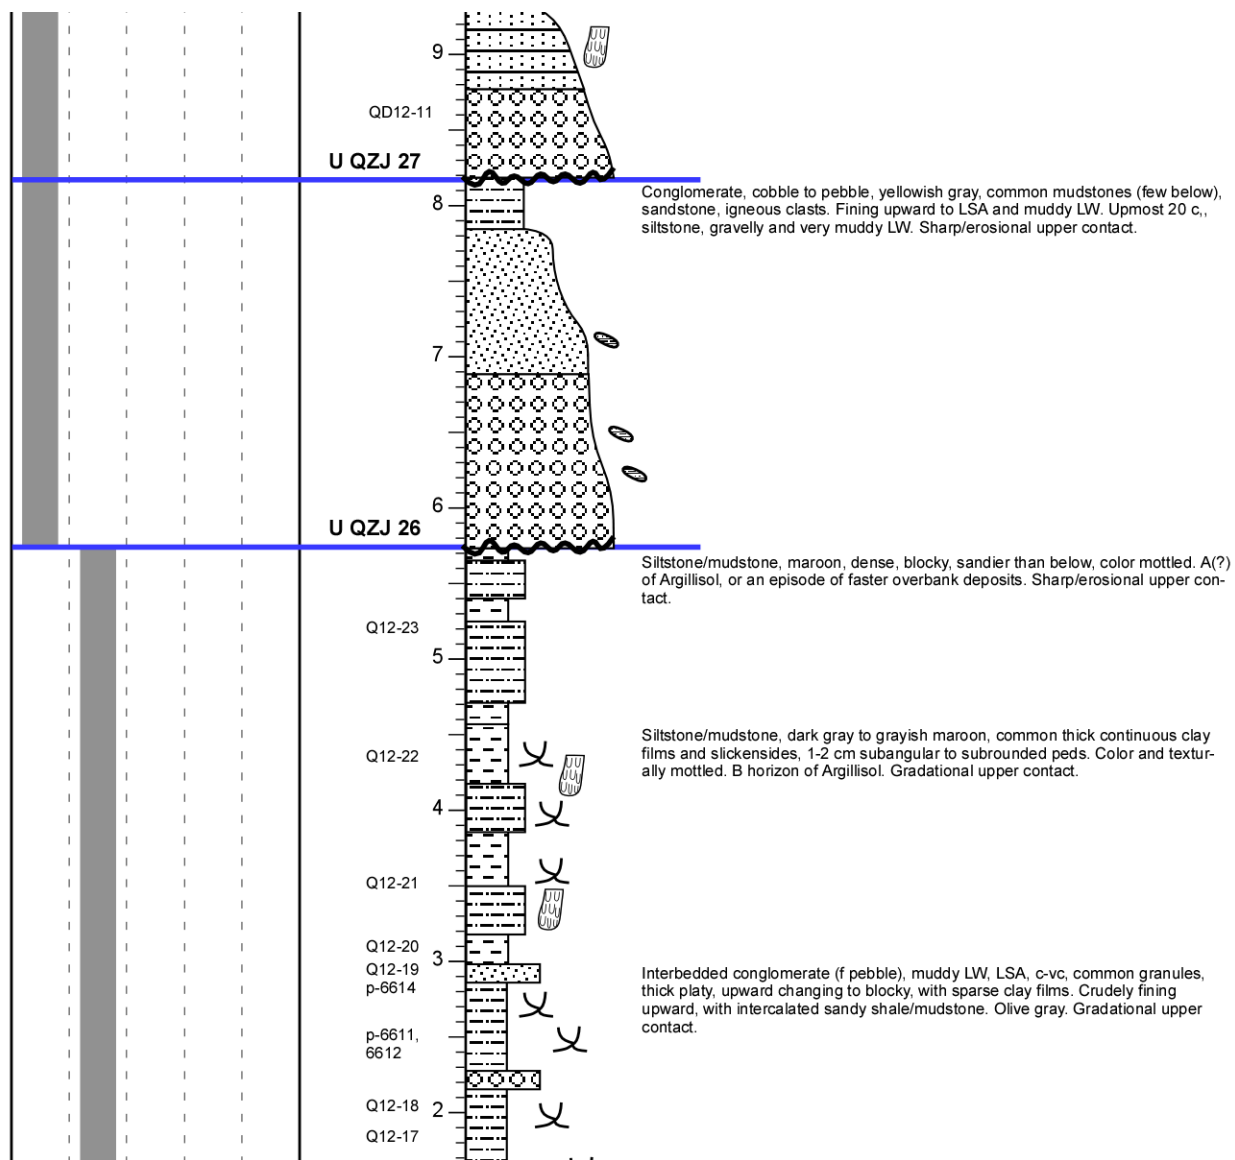 9
QD12-11
U QZJ 27
8
Conglomerate, cobble to pebble, yellowish gray, common mudstones (few below),
sandstone, igneous clasts. Fining upward to LSA and muddy LW. Upmost 20 c,,
siltstone, gravelly and very muddy LW. Sharp/erosional upper contact.
7
6
U QZJ 26
Siltstone/mudstone, maroon, dense, blocky, sandier than below, color mottled. A(?)
of Argillisol, or an episode of faster overbank deposits. Sharp/erosional upper con-
tact.
Q12-23
5
Siltstone/mudstone, dark gray to grayish maroon, common thick continuous clay
films and slickensides, 1-2 cm subangular to subrounded peds. Color and textur-
ally mottled. B horizon of Argillisol. Gradational upper contact.
Q12-22
4
Q12-21
Q12-20
3
Q12-19
p-6614
Interbedded conglomerate (f pebble), muddy LW, LSA, c-vc, common granules,
thick platy, upward changing to blocky, with sparse clay films. Crudely fining
upward, with intercalated sandy shale/mudstone. Olive gray. Gradational upper
contact.
p-6611,
6612
Q12-18
2
Q12-17